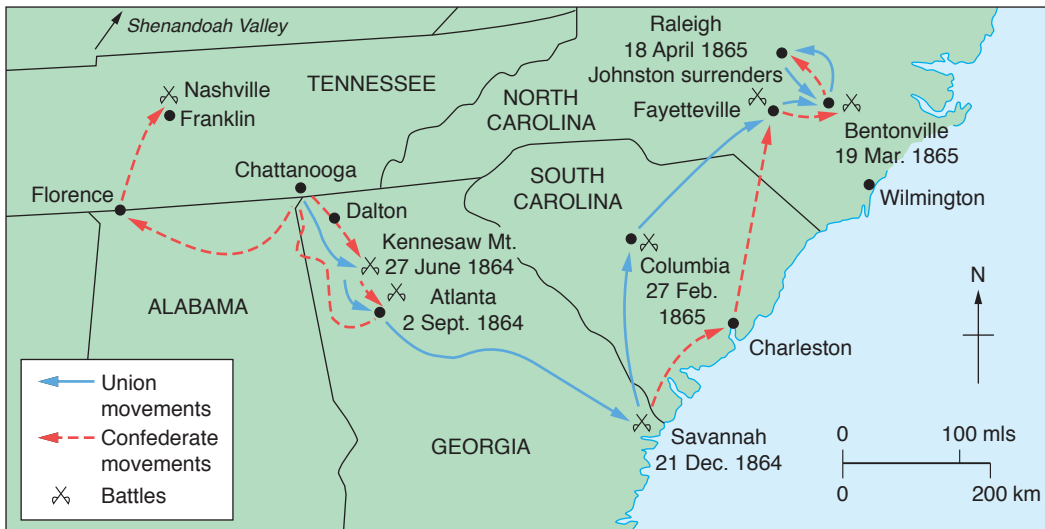 Shenandoah Valley
Raleigh
18 April 1865
Johnston surrenders
TENNESSEE
Nashville
Franklin
NORTH
CAROLINA
Fayetteville
Bentonville
19 Mar. 1865
Chattanooga
SOUTH
CAROLINA
Wilmington
Florence
Dalton
Kennesaw Mt.
27 June 1864
Columbia
27 Feb.
1865
N
ALABAMA
Atlanta
2 Sept. 1864
Charleston
Union
movements
Confederate
movements
Battles
GEORGIA
Savannah
21 Dec. 1864
0 100 mls
0 200 km